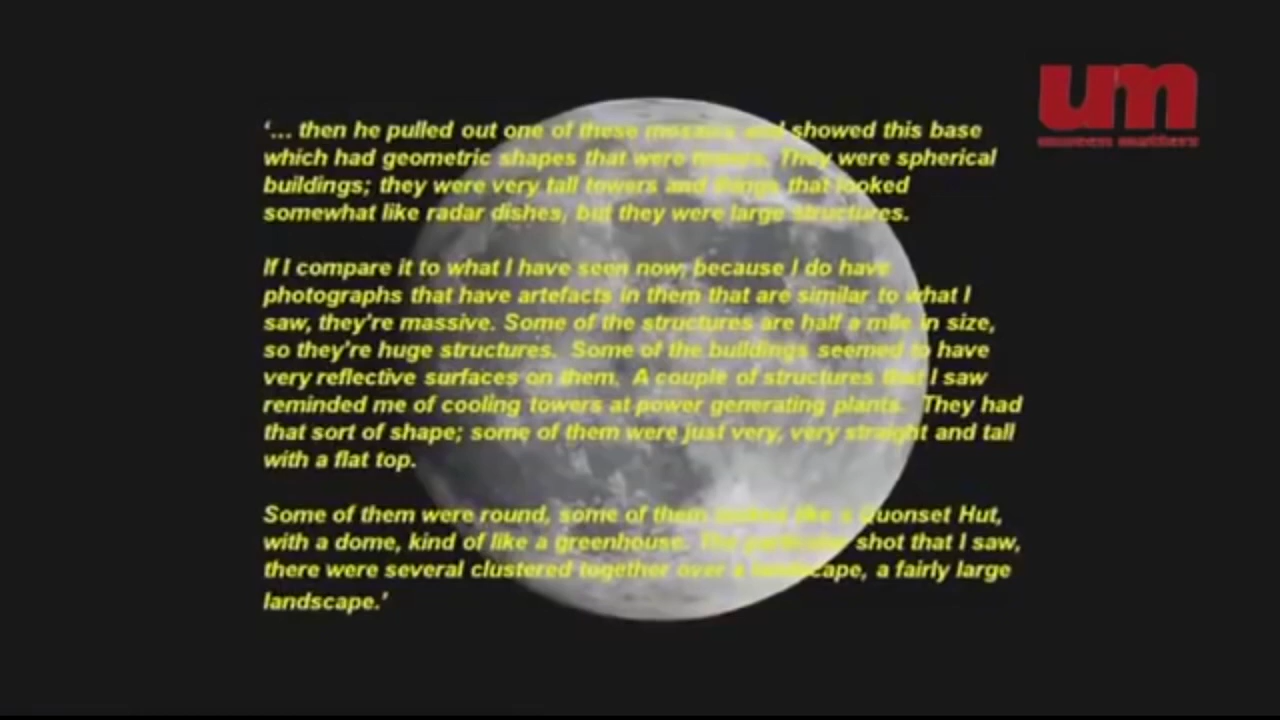 '... then he pulled out one of these mosaics and showed this base
which had geometric shapes that were towers. They were spherical
buildings; they were very tall towers and things that looked
somewhat like radar dishes, but they were large structures.
If I compare it to what I have seen now, because I do have
photographs that have artefacts in them that are similar to what I
saw, they're massive. Some of the structures are half a mile in size,
so they're huge structures. Some of the buildings seemed to have
very reflective surfaces on them. A couple of structures that I saw
reminded me of cooling towers at power generating plants. They had
that sort of shape; some of them were just very, very straight and tall
with a flat top.
Some of them were round, some of them looked like a Quonset Hut,
with a dome, kind of like a greenhouse. The particular shot that I saw,
there were several clustered together over a landscape, a fairly large
landscape.'
um